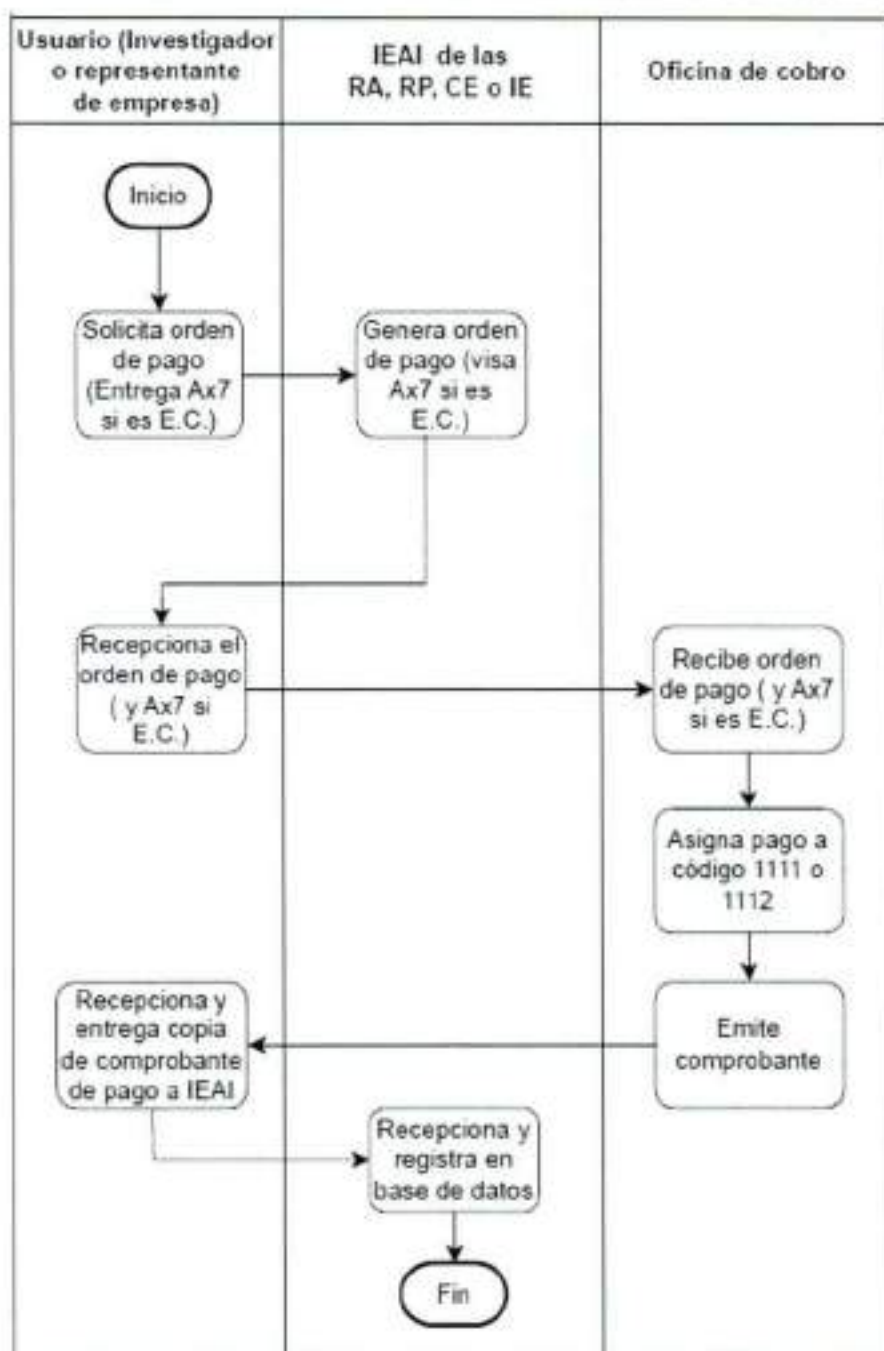 Usuario (Investigador
o representante
de empresa)
IEAI de las
RA, RP, CE o IE
Oficina de cobro
Inicio
Solicita orden
de pago
(Entrega Ax7
si es E.C.)
Genera orden
de pago (visa
Ax7 si es
E.C.)
Recepciona el
orden de pago
( y Ax7 si
E.C.)
Recibe orden
de pago ( y Ax7
si es E.C.)
Asigna pago a
código 1111 o
1112
Emite
comprobante
Recepciona y
entrega copia
de comprobante
de pago a IEAI
Recepciona y
registra en
base de datos
Fin